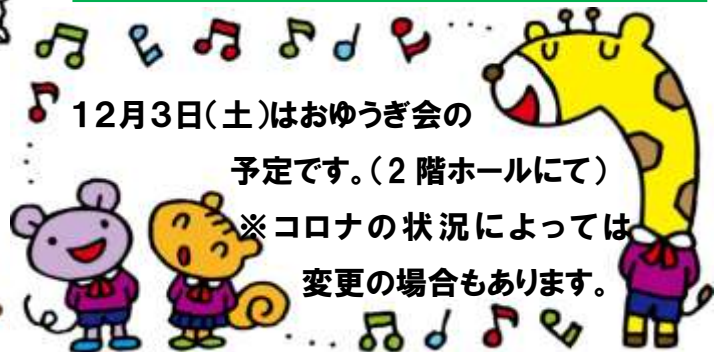 12月3日(土)はおゆうぎ会の
予定です。(2階ホールにて)
※コロナの状況によっては
変更の場合もあります。